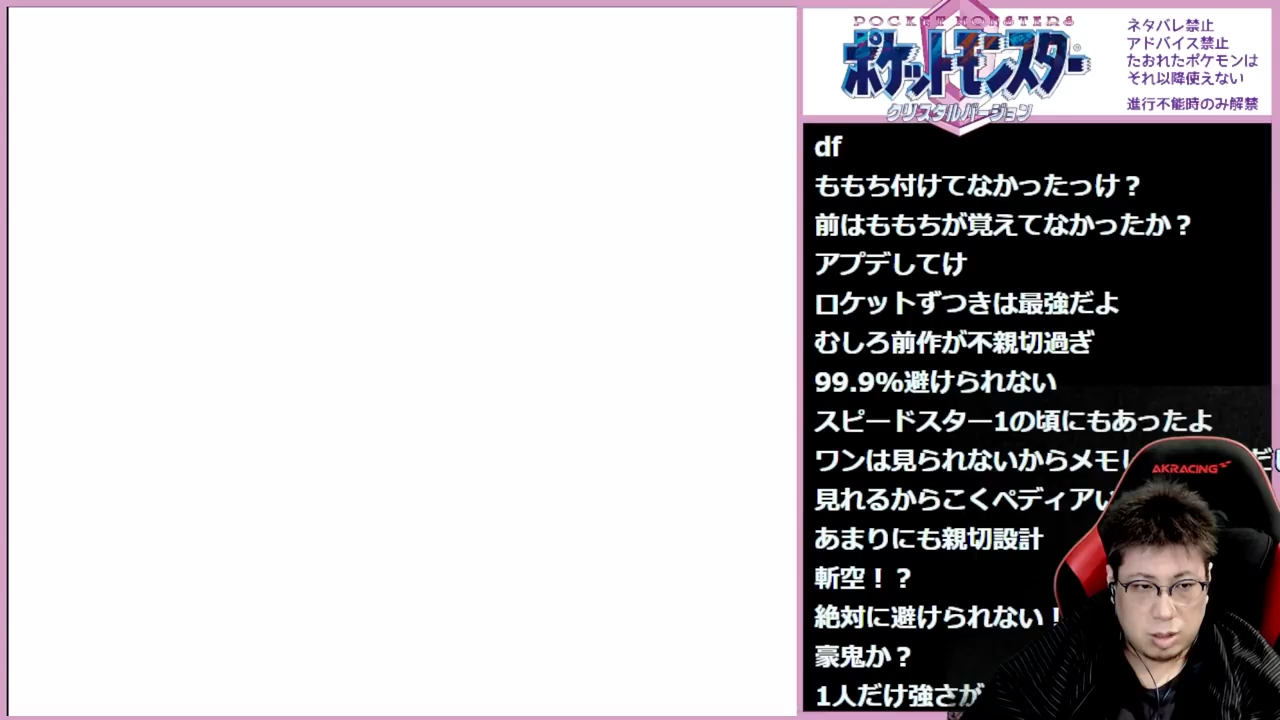 POCKET MONSTERS
ポケットモンスター
クリスタルバージョン
ネタバレ禁止
アドバイス禁止
たおれたポケモンは
それ以降使えない
進行不能時のみ解禁
df
ももち付けてなかったっけ？
前はももちが覚えてなかったか？
アプデしてけ
ロケットずつきは最強だよ
むしろ前作が不親切過ぎ
99.9%避けられない
スピードスター1の頃にもあったよ
ワンは見られないからメモし
見れるからこくペディアい
あまりにも親切設計
斬空！？
絶対に避けられない！
豪鬼か？
1人だけ強さが
AKRACING